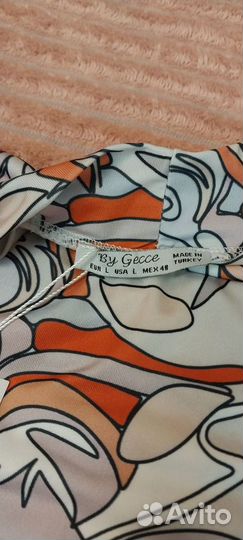 By Gecce
EUR L USA L MEX 48
MADE IN
TURKEY
Avito